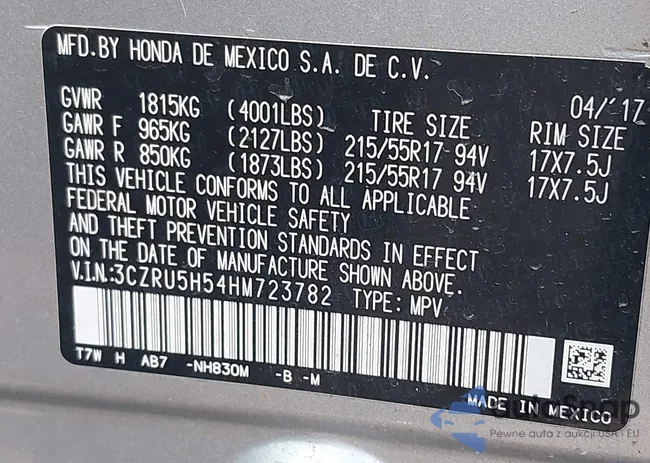 MFD.BY HONDA DE MEXICO S.A. DE C.V.
04/'17
GVWR 1815KG (4001LBS) TIRE SIZE RIM SIZE
GAWR F 965KG (2127LBS) 215/55R17 94V 17X7.5J
GAWR R 850KG (1873LBS) 215/55R17 94V 17X7.5J
THIS VEHICLE CONFORMS TO ALL APPLICABLE
FEDERAL MOTOR VEHICLE SAFETY
AND THEFT PREVENTION STANDARDS IN EFFECT
ON THE DATE OF MANUFACTURE SHOWN ABOVE.
V.I.N.:3CZRU5H54HM723782 TYPE: MPV
T7W H AB7 -NH830M -B -M
MADE IN MEXICO
autoSnap
Pewne auta z aukcji USA i EU